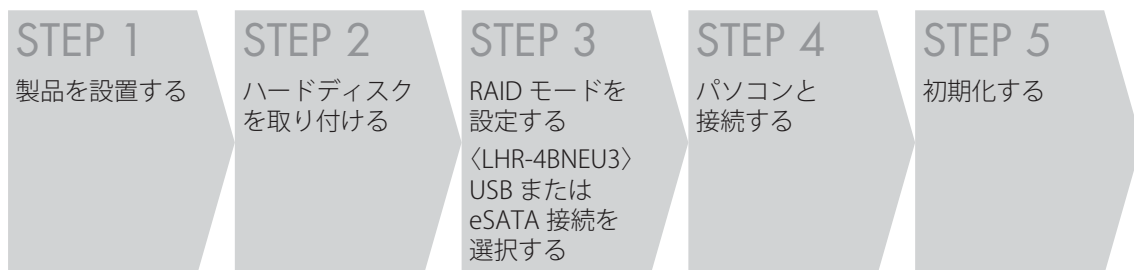 STEP 1
製品を設置する
STEP 2
ハードディスク
を取り付ける
STEP 3
RAID モードを
設定する
〈LHR-4BNEU3〉
USB または
eSATA 接続を
選択する
STEP 4
パソコンと
接続する
STEP 5
初期化する